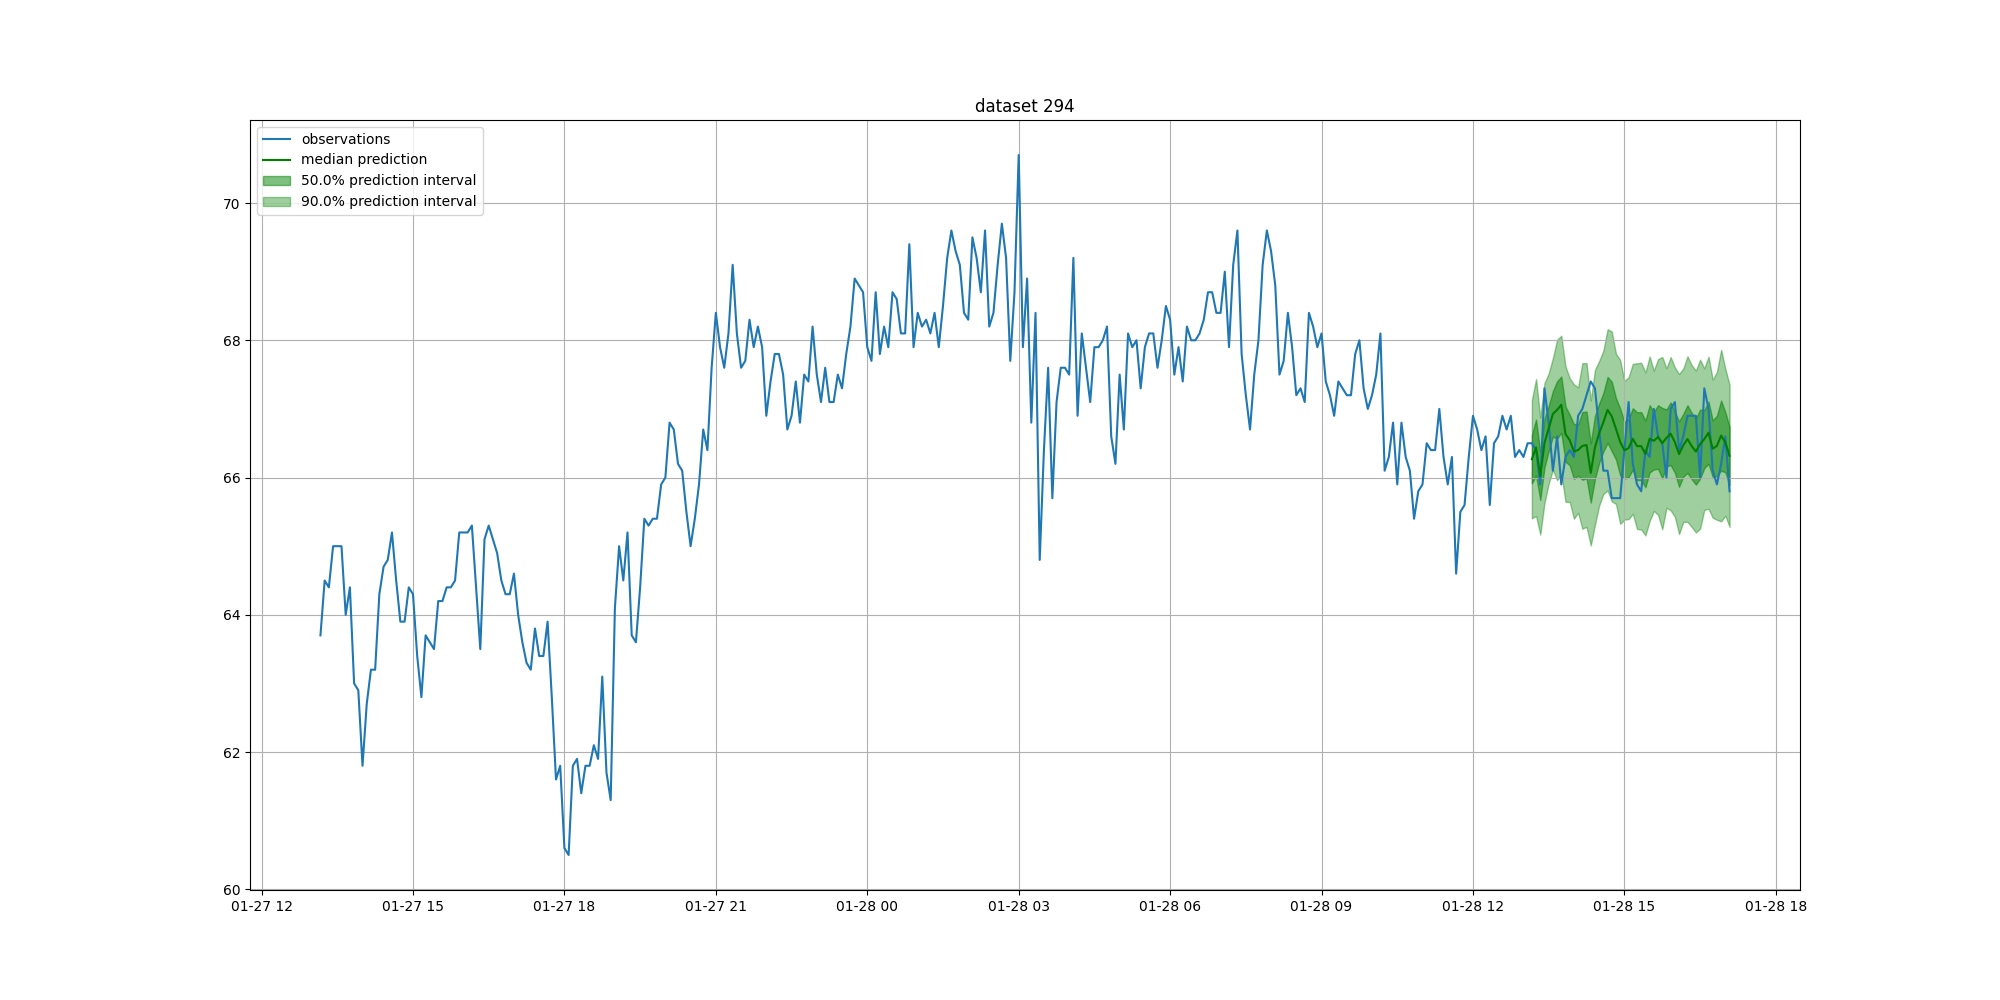 dataset 294
observations
median prediction
50.0% prediction interval
90.0% prediction interval
70
68
66
64
62
60
01-27 12 01-27 15 01-27 18 01-27 21 01-28 00 01-28 03 01-28 06 01-28 09 01-28 12 01-28 15 01-28 18